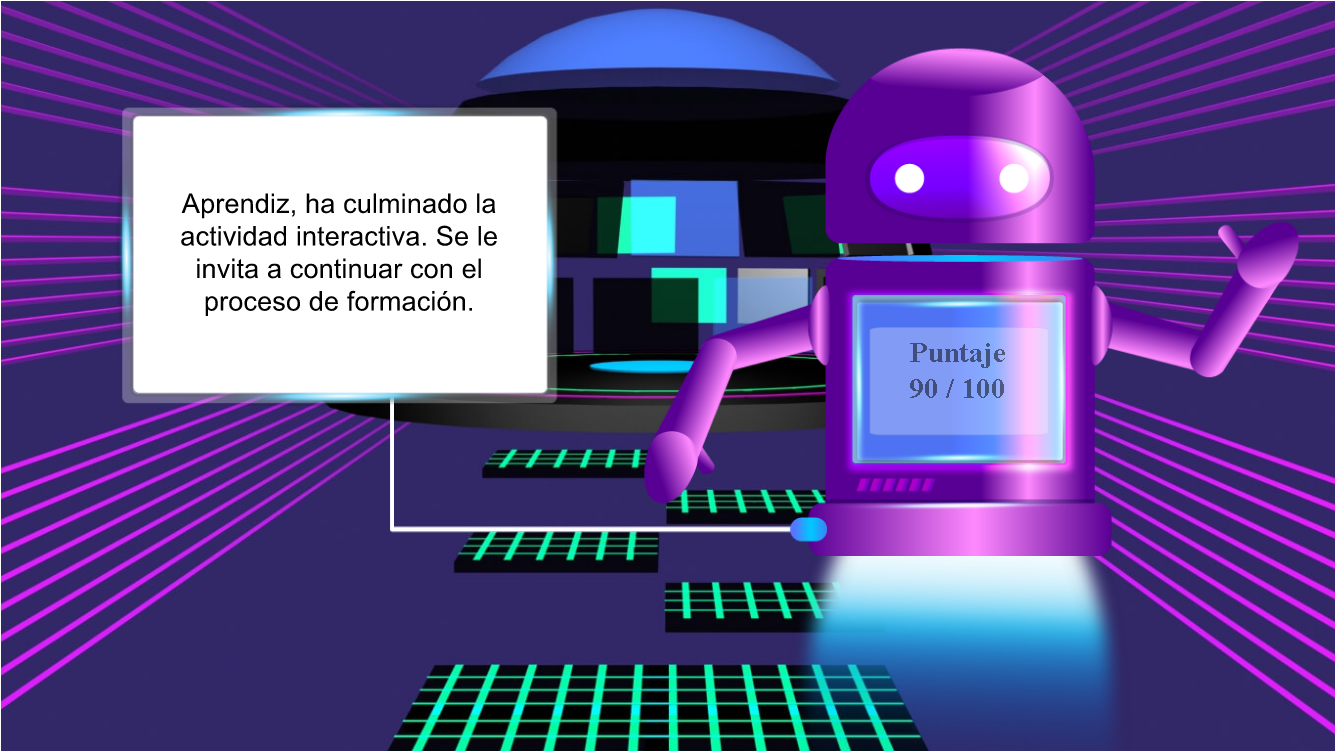 Aprendiz, ha culminado la
actividad interactiva. Se le
invita a continuar con el
proceso de formación.
Puntaje
90 / 100